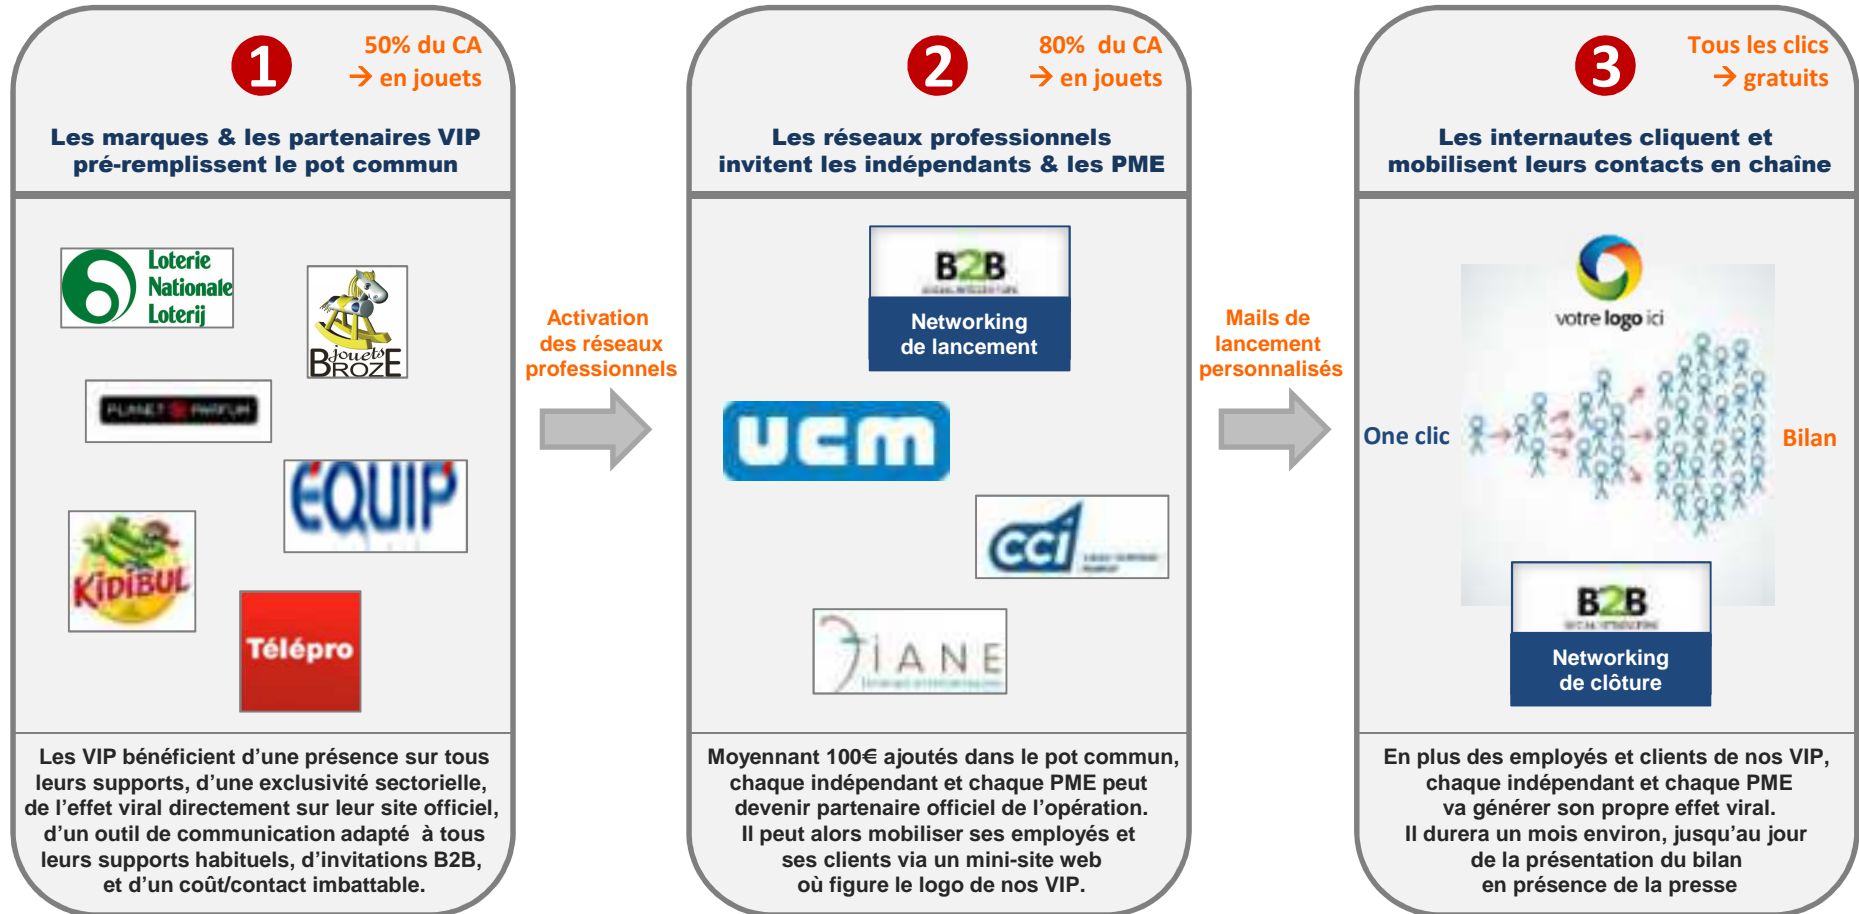 1
50% du CA
→ en jouets
Les marques & les partenaires VIP
pré-remplissent le pot commun
Loterie
Nationale
Loterij
jouets
BROZE
PLANET PARFUM
EQUIP
KIDIBUL
Télépro
Les VIP bénéficient d’une présence sur tous
leurs supports, d’une exclusivité sectorielle,
de l’effet viral directement sur leur site officiel,
d’un outil de communication adapté à tous
leurs supports habituels, d’invitations B2B,
et d’un coût/contact imbattable.
Activation
des réseaux
professionnels
2
80% du CA
→ en jouets
Les réseaux professionnels
invitent les indépendants & les PME
B2B
Networking
de lancement
UCM
CCI
DIANE
Moyennant 100€ ajoutés dans le pot commun,
chaque indépendant et chaque PME peut
devenir partenaire officiel de l’opération.
Il peut alors mobiliser ses employés et
ses clients via un mini-site web
où figure le logo de nos VIP.
Mails de
lancement
personnalisés
3
Tous les clics
→ gratuits
Les internautes cliquent et
mobilisent leurs contacts en chaîne
votre logo ici
One clic
Bilan
B2B
Networking
de clôture
En plus des employés et clients de nos VIP,
chaque indépendant et chaque PME
va générer son propre effet viral.
Il durera un mois environ, jusqu’au jour
de la présentation du bilan
en présence de la presse